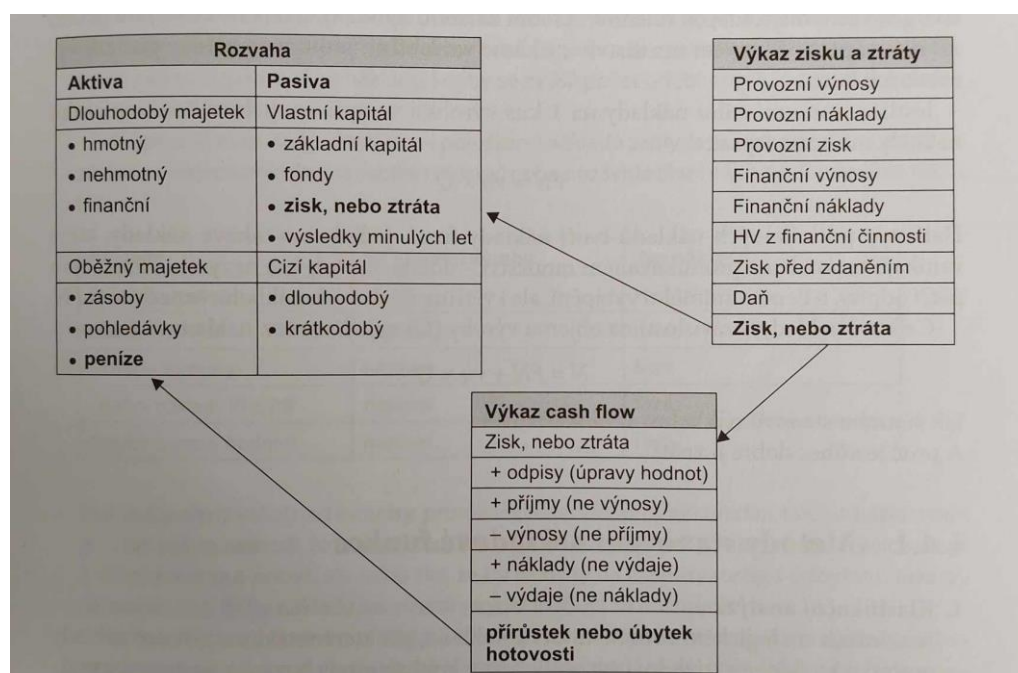 Rozvaha
Aktiva Pasiva
Dlouhodobý majetek Vlastní kapitál
• hmotný • základní kapitál
• nehmotný • fondy
• finanční • zisk, nebo ztráta
• výsledky minulých let
Oběžný majetek Cizí kapitál
• zásoby • dlouhodobý
• pohledávky • krátkodobý
• peníze
Výkaz zisku a ztráty
Provozní výnosy
Provozní náklady
Provozní zisk
Finanční výnosy
Finanční náklady
HV z finanční činnosti
Zisk před zdaněním
Daň
Zisk, nebo ztráta
Výkaz cash flow
Zisk, nebo ztráta
+ odpisy (úpravy hodnot)
+ příjmy (ne výnosy)
– výnosy (ne příjmy)
+ náklady (ne výdaje)
– výdaje (ne náklady)
přírůstek nebo úbytek
hotovosti